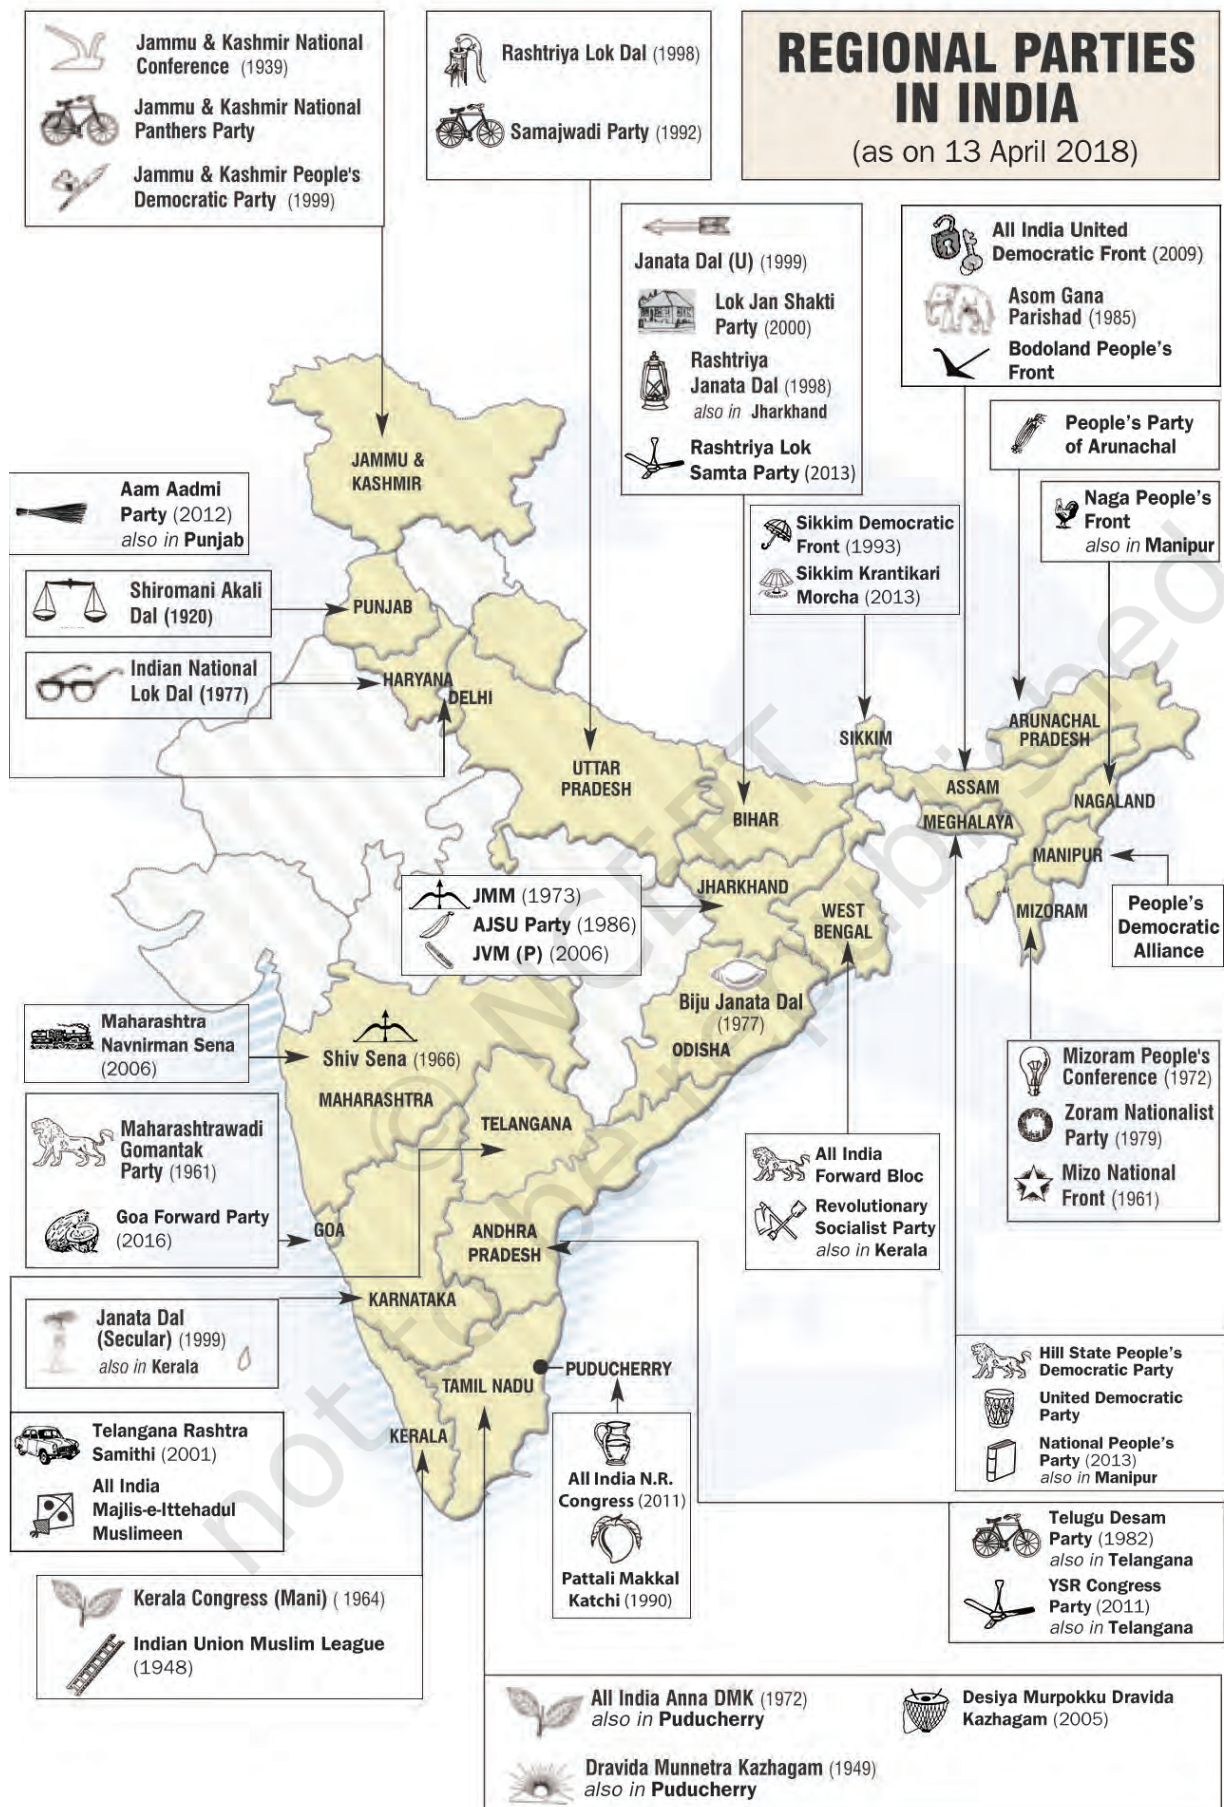 REGIONAL PARTIES
IN INDIA
(as on 13 April 2018)
Jammu & Kashmir National
Conference (1939)
Jammu & Kashmir National
Panthers Party
Jammu & Kashmir People's
Democratic Party (1999)
Rashtriya Lok Dal (1998)
Samajwadi Party (1992)
Janata Dal (U) (1999)
Lok Jan Shakti
Party (2000)
Rashtriya
Janata Dal (1998)
also in Jharkhand
Rashtriya Lok
Samta Party (2013)
All India United
Democratic Front (2009)
Asom Gana
Parishad (1985)
Bodoland People's
Front
People's Party
of Arunachal
Naga People's
Front
also in Manipur
Sikkim Democratic
Front (1993)
Sikkim Krantikari
Morcha (2013)
Aam Aadmi
Party (2012)
also in Punjab
Shiromani Akali
Dal (1920)
Indian National
Lok Dal (1977)
JAMMU &
KASHMIR
PUNJAB
HARYANA
DELHI
UTTAR
PRADESH
BIHAR
SIKKIM
ARUNACHAL
PRADESH
ASSAM
NAGALAND
MEGHALAYA
MANIPUR
MIZORAM
JHARKHAND
WEST
BENGAL
People's
Democratic
Alliance
JMM (1973)
AJSU Party (1986)
JVM (P) (2006)
Biju Janata Dal
(1977)
ODISHA
Maharashtra
Navnirman Sena
(2006)
Shiv Sena (1966)
MAHARASHTRA
TELANGANA
Mizoram People's
Conference (1972)
Zoram Nationalist
Party (1979)
Mizo National
Front (1961)
Maharashtrawadi
Gomantak
Party (1961)
Goa Forward Party
(2016)
GOA
ANDHRA
PRADESH
All India
Forward Bloc
Revolutionary
Socialist Party
also in Kerala
KARNATAKA
Janata Dal
(Secular) (1999)
also in Kerala
PUDUCHERRY
TAMIL NADU
KERALA
Hill State People's
Democratic Party
United Democratic
Party
National People's
Party (2013)
also in Manipur
Telangana Rashtra
Samithi (2001)
All India
Majlis-e-Ittehadul
Muslimeen
All India N.R.
Congress (2011)
Pattali Makkal
Katchi (1990)
Telugu Desam
Party (1982)
also in Telangana
YSR Congress
Party (2011)
also in Telangana
Kerala Congress (Mani) ( 1964)
Indian Union Muslim League
(1948)
All India Anna DMK (1972)
also in Puducherry
Desiya Murpokku Dravida
Kazhagam (2005)
Dravida Munnetra Kazhagam (1949)
also in Puducherry
© NCERT
not to be republished